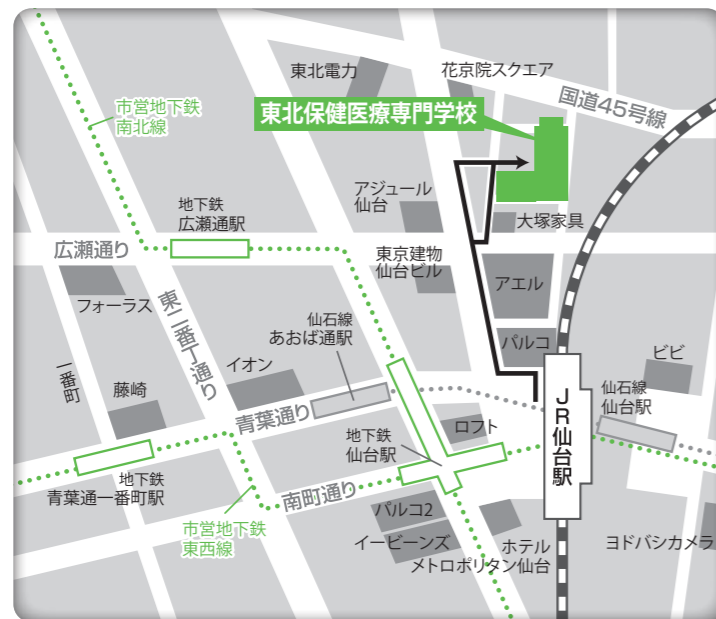 東北電力
花京院スクエア
国道45号線
市営地下鉄
南北線
東北保健医療専門学校
アジュール
仙台
地下鉄
広瀬通駅
大塚家具
広瀬通り
東京建物
仙台ビル
アエル
フォーラス
東二番丁通り
仙石線
あおば通駅
パルコ
一番町
イオン
ビビ
藤崎
青葉通り
JR仙台駅
仙石線
仙台駅
ロフト
地下鉄
仙台駅
地下鉄
青葉通一番町駅
南町通り
パルコ2
市営地下鉄
東西線
イービーンズ
ホテル
メトロポリタン仙台
ヨドバシカメラ